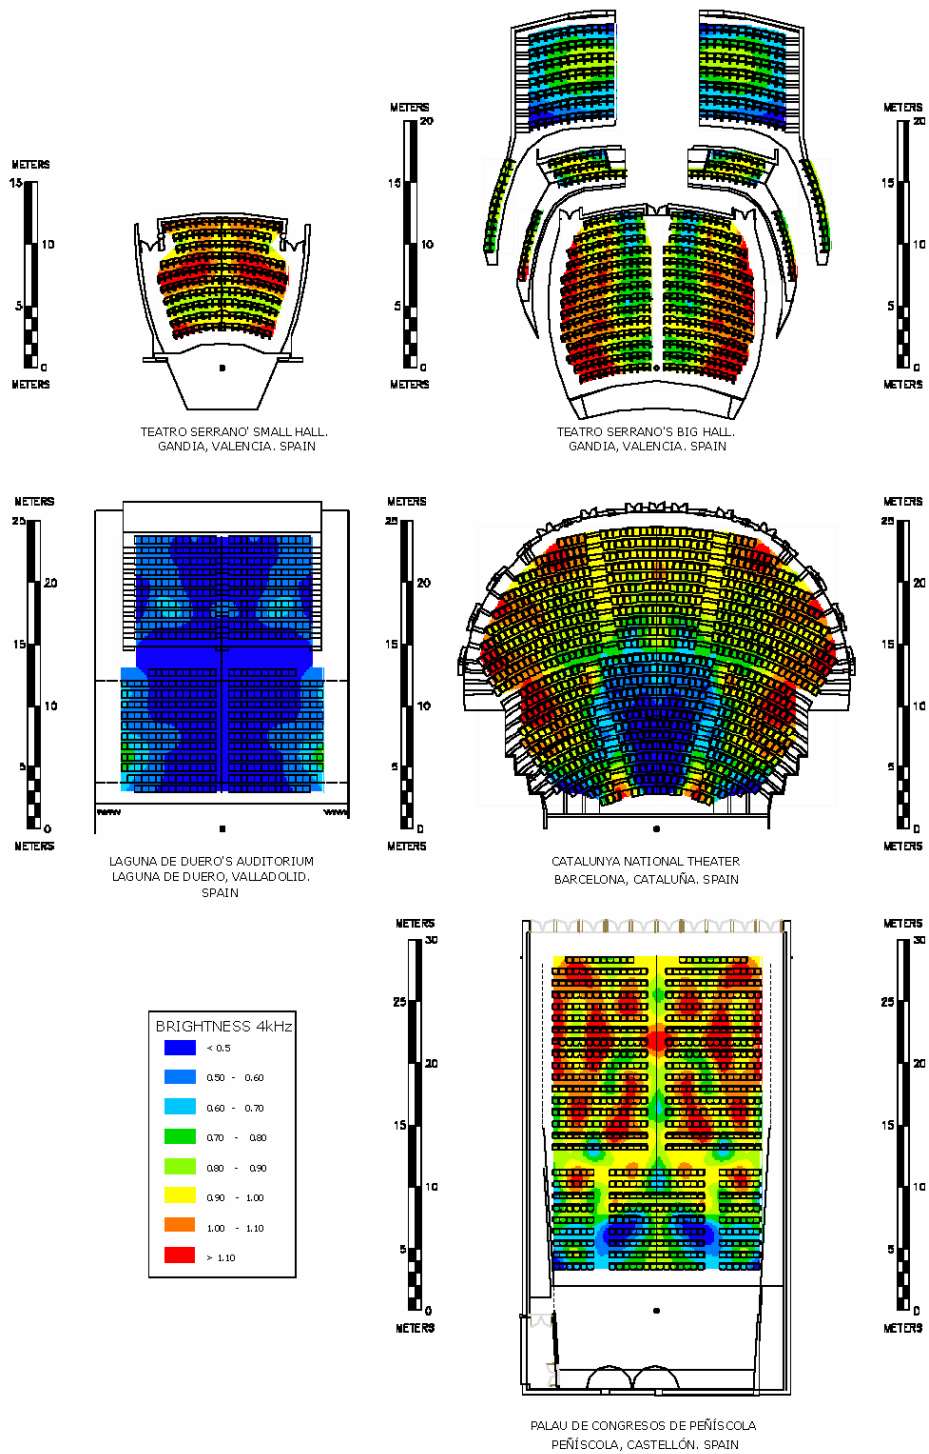 METERS
20
15
10
5
0
METERS
METERS
20
15
10
5
0
METERS
METERS
15
10
5
0
METERS
TEATRO SERRANO' SMALL HALL.
GANDIA, VALENCIA. SPAIN
TEATRO SERRANO'S BIG HALL.
GANDIA, VALENCIA. SPAIN
METERS
25
20
15
10
5
0
METERS
METERS
25
20
15
10
5
0
METERS
METERS
25
20
15
10
5
0
METERS
LAGUNA DE DUERO'S AUDITORIUM
LAGUNA DE DUERO, VALLADOLID.
SPAIN
CATALUNYA NATIONAL THEATER
BARCELONA, CATALUÑA. SPAIN
METERS
30
25
20
15
10
5
0
METERS
METERS
30
25
20
15
10
5
0
METERS
BRIGHTNESS 4kHz
< 0.5
0.50 - 0.60
0.60 - 0.70
0.70 - 0.80
0.80 - 0.90
0.90 - 1.00
1.00 - 1.10
> 1.10
PALAU DE CONGRESOS DE PEÑÍSCOLA
PEÑÍSCOLA, CASTELLÓN. SPAIN